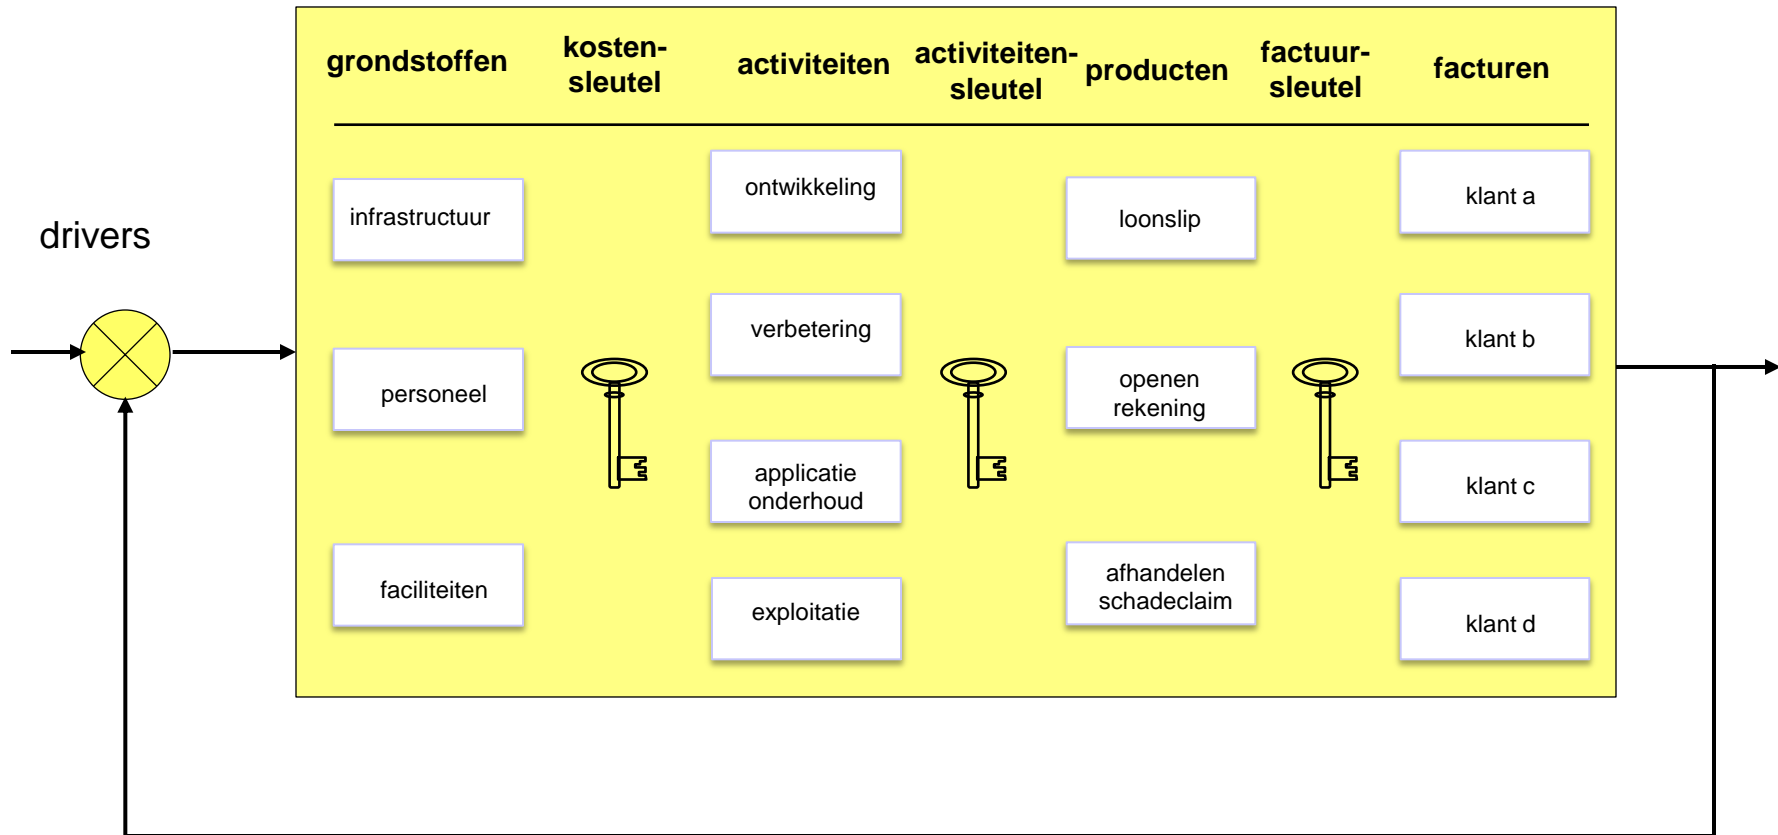 grondstoffen
kosten-
sleutel
activiteiten
activiteiten-
sleutel
producten
factuur-
sleutel
facturen
drivers
infrastructuur
personeel
faciliteiten
ontwikkeling
verbetering
applicatie
onderhoud
exploitatie
loonslip
openen
rekening
afhandelen
schadeclaim
klant a
klant b
klant c
klant d